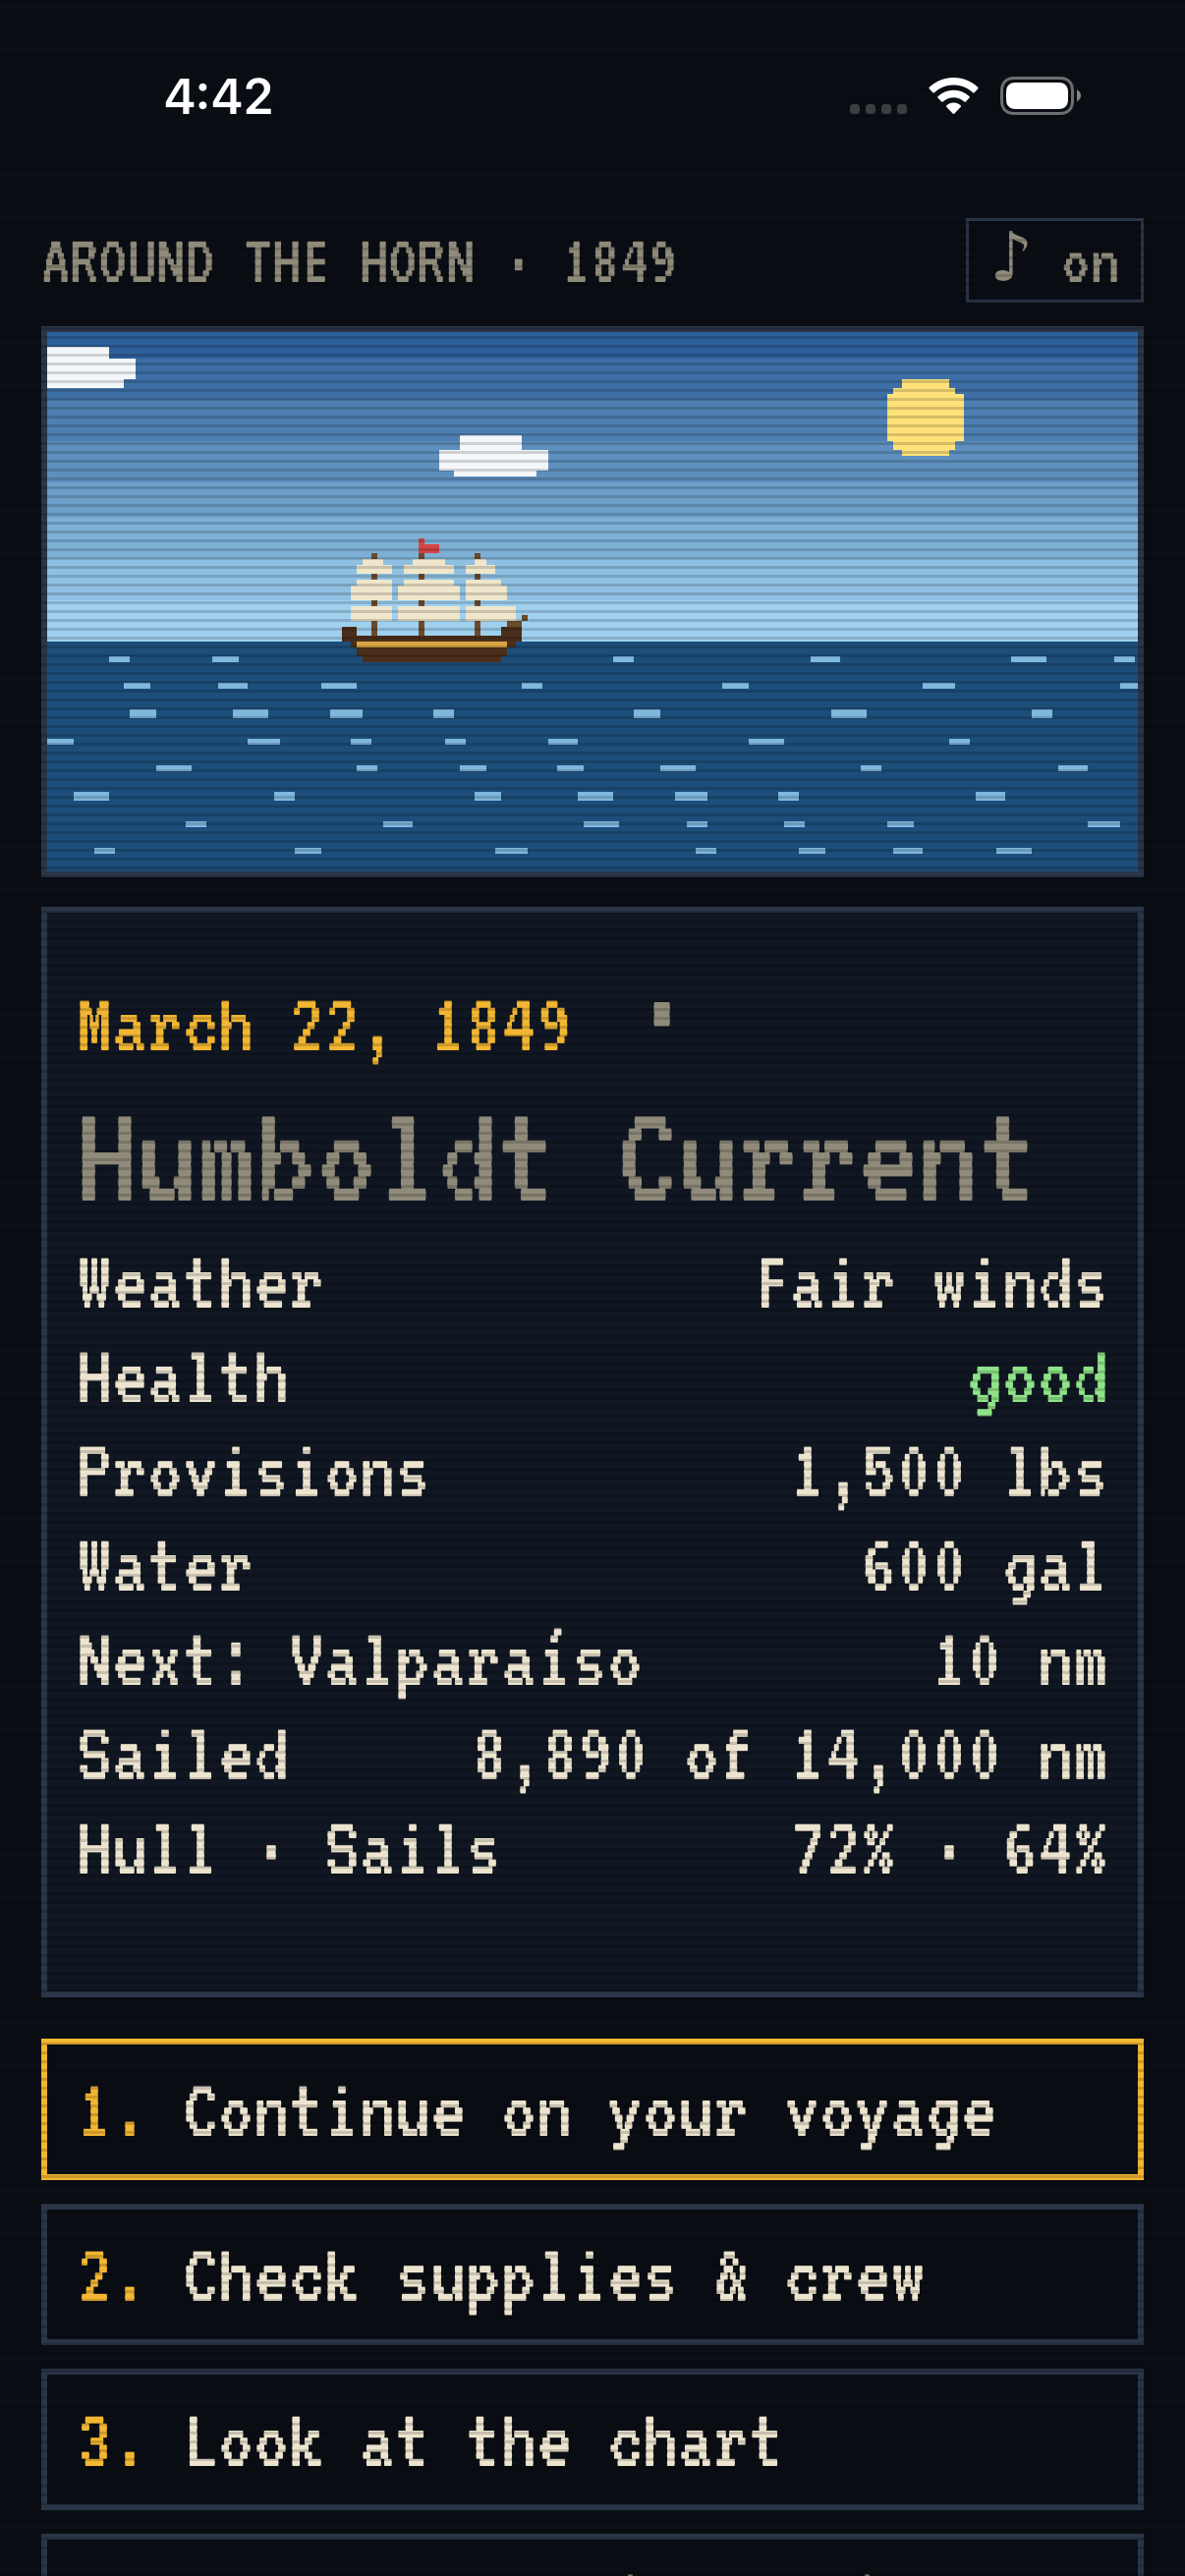 4:42
AROUND THE HORN · 1849
♪ on
March 22, 1849
Humboldt Current
Weather Fair winds
Health good
Provisions 1,500 lbs
Water 600 gal
Next: Valparaíso 10 nm
Sailed 8,890 of 14,000 nm
Hull · Sails 72% · 64%
1. Continue on your voyage
2. Check supplies & crew
3. Look at the chart